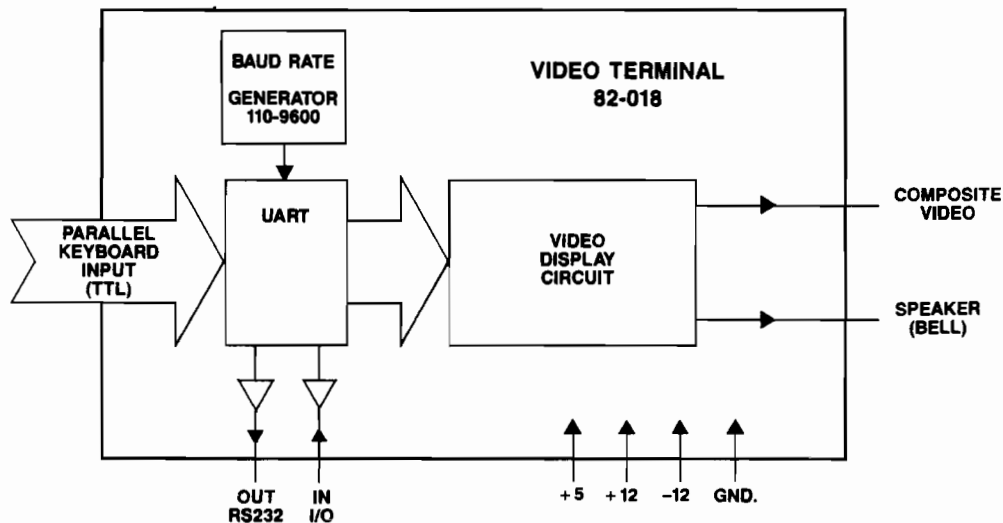 BAUD RATE
GENERATOR
110-9600
VIDEO TERMINAL
82-018
PARALLEL
KEYBOARD
INPUT
(TTL)
UART
VIDEO
DISPLAY
CIRCUIT
COMPOSITE
VIDEO
SPEAKER
(BELL)
OUT
RS232
IN
I/O
+5
+12
-12
GND.